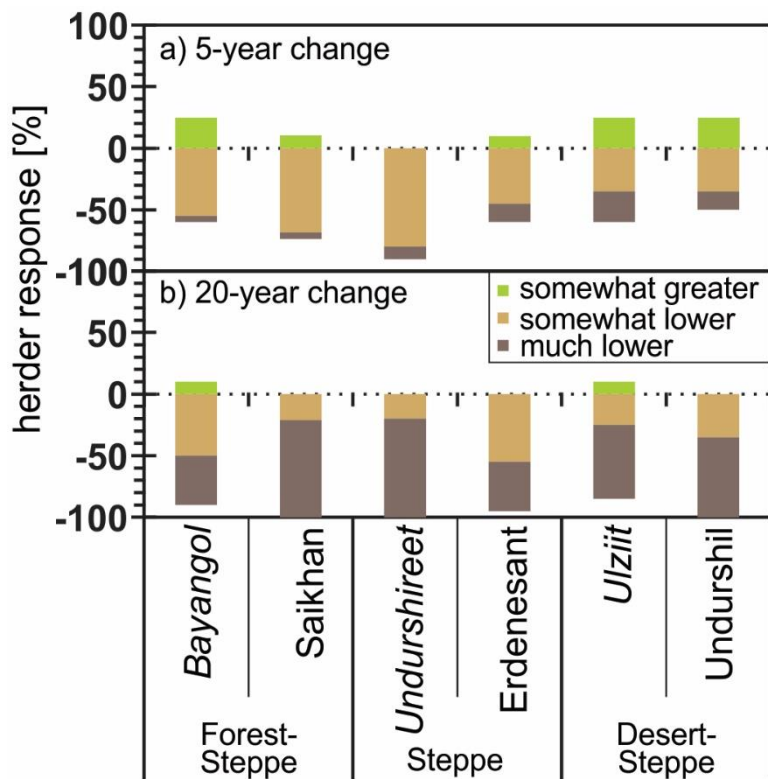 herder response [%]
100
50
0
-50
-100
a) 5-year change
b) 20-year change
50
0
-50
-100
somewhat greater
somewhat lower
much lower
Bayangol
Saikhan
Undurshireet
Erdenesant
Ulziit
Undurshil
Forest-
Steppe
Steppe
Desert-
Steppe